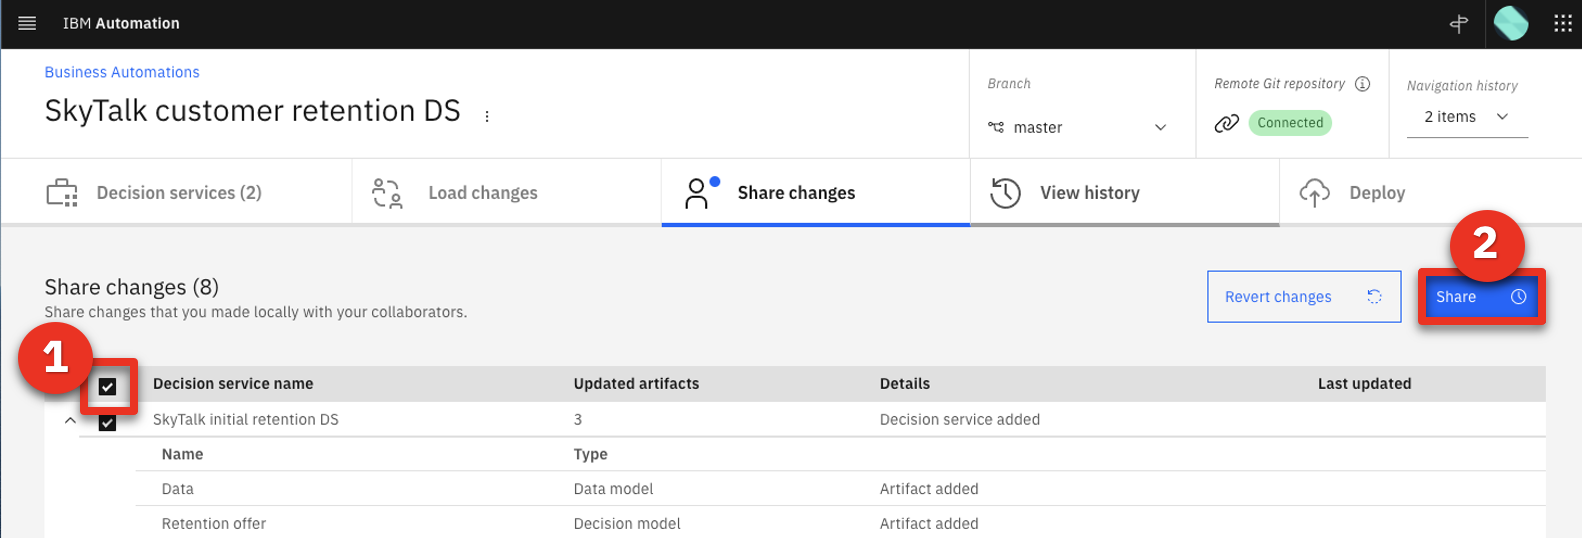 IBM Automation
Business Automations
SkyTalk customer retention DS
Branch
master
Remote Git repository
Connected
Navigation history
2 items
Decision services (2)
Load changes
Share changes
View history
Deploy
2
Share changes (8)
Share changes that you made locally with your collaborators.
Revert changes
Share
1
Decision service name Updated artifacts Details Last updated
SkyTalk initial retention DS 3 Decision service added
Name Type
Data Data model Artifact added
Retention offer Decision model Artifact added